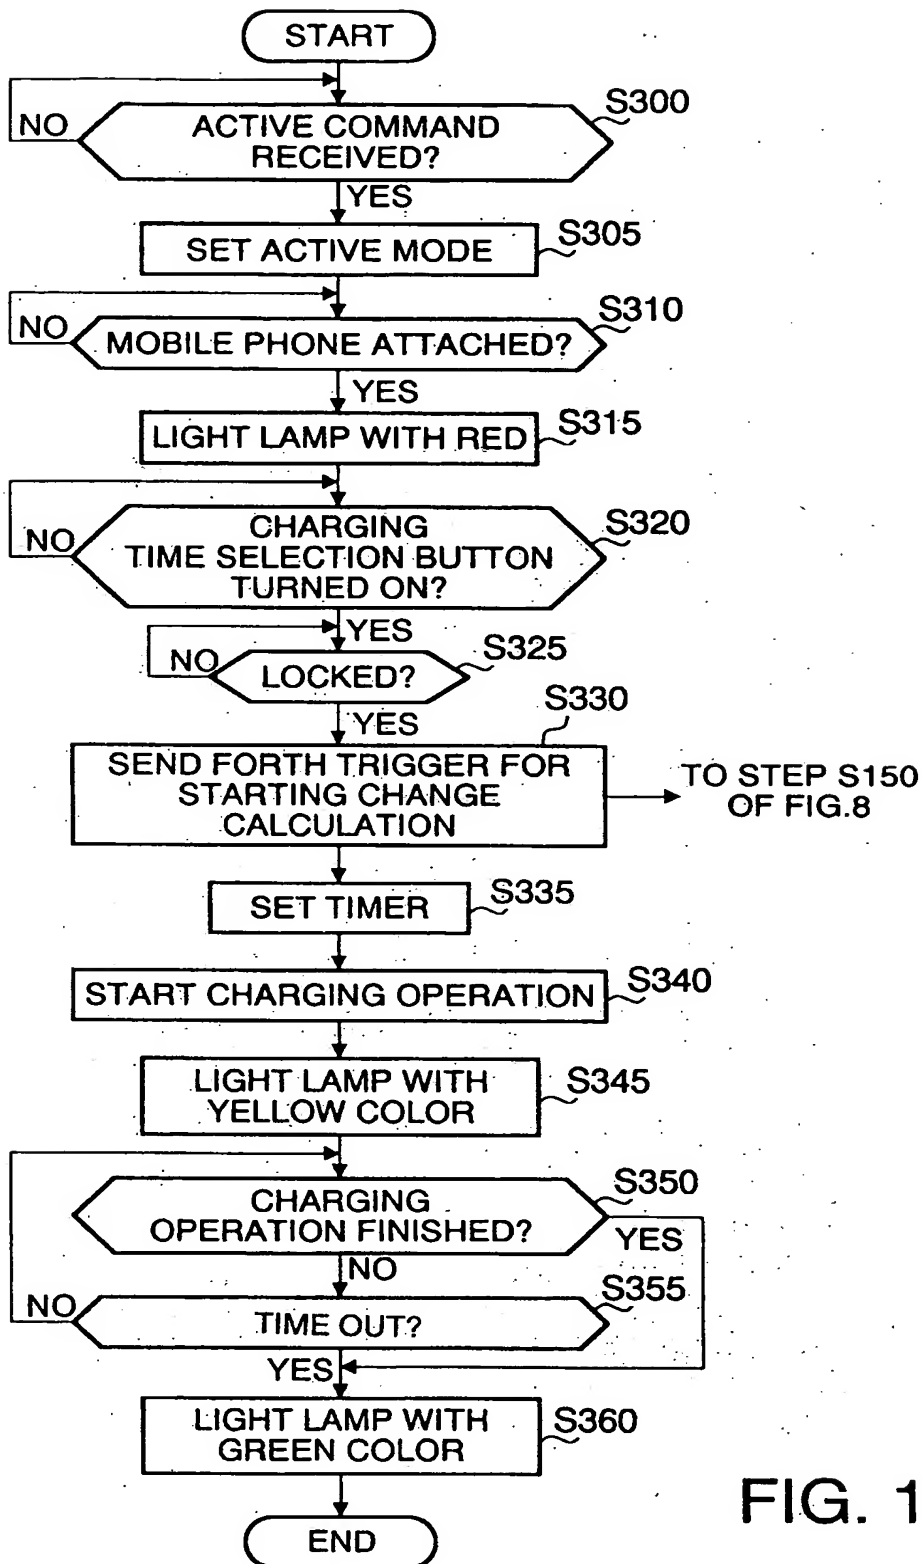 START
S300
NO
ACTIVE COMMAND
RECEIVED?
YES
S305
SET ACTIVE MODE
S310
NO
MOBILE PHONE ATTACHED?
YES
S315
LIGHT LAMP WITH RED
S320
NO
CHARGING
TIME SELECTION BUTTON
TURNED ON?
YES
S325
NO
LOCKED?
YES
S330
SEND FORTH TRIGGER FOR
STARTING CHANGE
CALCULATION
TO STEP S150
OF FIG.8
S335
SET TIMER
S340
START CHARGING OPERATION
S345
LIGHT LAMP WITH
YELLOW COLOR
S350
CHARGING
OPERATION FINISHED?
YES
NO
S355
NO
TIME OUT?
YES
S360
LIGHT LAMP WITH
GREEN COLOR
END
FIG. 1